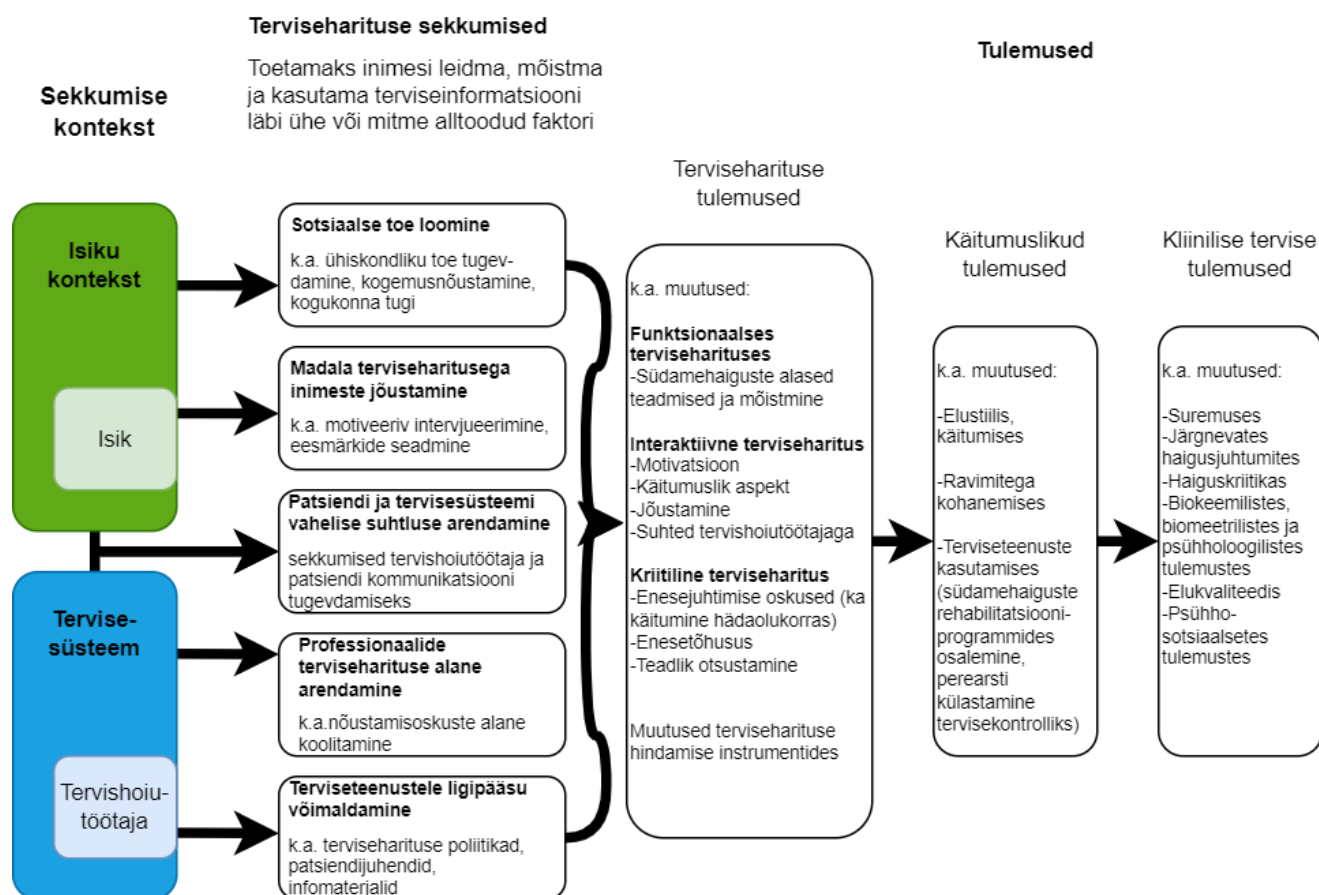 Terviseharituse sekkumised
Toetamaks inimesi leidma, mõistma
ja kasutama terviseinformatsiooni
läbi ühe või mitme alltoodud faktori
Tulemused
Sekkumise
kontekst
Isiku
kontekst
Isik
Tervise-
süsteem
Tervishoiu-
töötaja
Sotsiaalse toe loomine
k.a. ühiskondliku toe tugev-
damine, kogemusnõustamine,
kogukonna tugi
Madala terviseharitusega
inimeste jõustamine
k.a. motiveeriv intervjueerimine,
eesmärkide seadmine
Patsiendi ja tervisesüsteemi
vahelise suhtluse arendamine
sekkumised tervishoiutöötaja ja
patsiendi kommunikatsiooni
tugevdamiseks
Professionaalide
terviseharituse alane
arendamine
k.a.nõustamisoskuste alane
koolitamine
Terviseteenustele ligipääsu
võimaldamine
k.a. terviseharituse poliitikad,
patsiendijuhendid,
infomaterjalid
Terviseharituse
tulemused
k.a. muutused:
Funktsionaalses
terviseharituses
-Südamehaiguste alased
teadmised ja mõistmine
Interaktiivne terviseharitus
-Motivatsioon
-Käitumuslik aspekt
-Jõustamine
-Suhted tervishoiutöötajaga
Kriitiline terviseharitus
-Enesejuhtimise oskused (ka
käitumine hädaolukorras)
-Enesetõhusus
-Teadlik otsustamine
Muutused terviseharituse
hindamise instrumentides
Käitumuslikud
tulemused
k.a. muutused:
-Elustiilis,
käitumises
-Ravimitega
kohanemises
-Terviseteenuste
kasutamises
(südamehaiguste
rehabilitatsiooni-
programmides
osalemine,
perearsti
külastamine
tervisekontrolliks)
Kliinilise tervise
tulemused
k.a. muutused:
-Suremuses
-Järgnevates
haigusjuhtumites
-Haiguskriitikas
-Biokeemilistes,
biomeetrilistes ja
psühholoogilistes
tulemustes
-Elukvaliteedis
-Psühho-
sotsiaalsetes
tulemustes